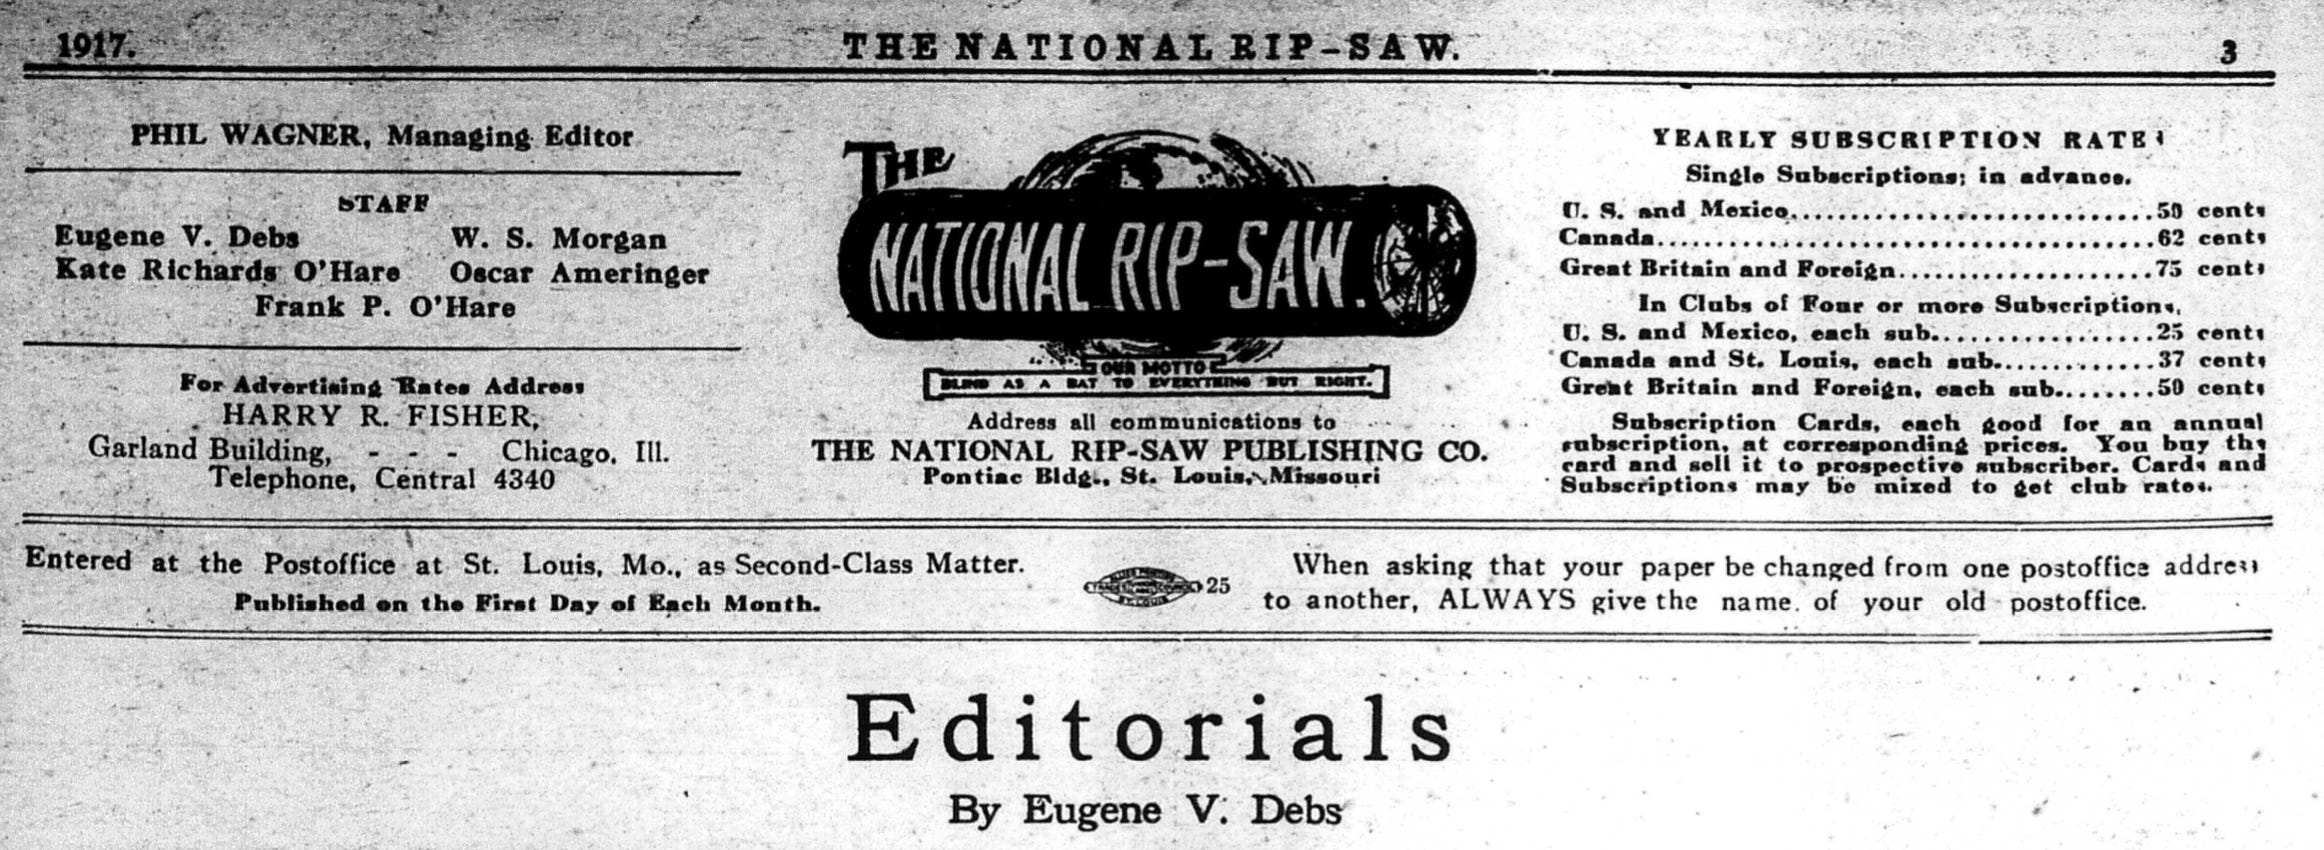 1917. THE NATIONAL RIP-SAW. 3
PHIL WAGNER, Managing Editor
STAFF
Eugene V. Debs W. S. Morgan
Kate Richards O'Hare Oscar Ameringer
Frank P. O'Hare
For Advertising Rates Address
HARRY R. FISHER,
Garland Building, - - - Chicago, Ill.
Telephone, Central 4340
THE
NATIONAL RIP-SAW.
OUR MOTTO
BLIND AS A BAT TO EVERYTHING BUT RIGHT.
Address all communications to
THE NATIONAL RIP-SAW PUBLISHING CO.
Pontiac Bldg., St. Louis, Missouri
YEARLY SUBSCRIPTION RATES
Single Subscriptions; in advance.
U. S. and Mexico..............................50 cents
Canada..........................................62 cents
Great Britain and Foreign.....................75 cents
In Clubs of Four or more Subscriptions,
U. S. and Mexico, each sub...................25 cents
Canada and St. Louis, each sub..............37 cents
Great Britain and Foreign, each sub.........50 cents
Subscription Cards, each good for an annual
subscription, at corresponding prices. You buy the
card and sell it to prospective subscriber. Cards and
Subscriptions may be mixed to get club rates.
Entered at the Postoffice at St. Louis, Mo., as Second-Class Matter.
Published on the First Day of Each Month.
ST. LOUIS
25
When asking that your paper be changed from one postoffice address
to another, ALWAYS give the name of your old postoffice.
Editorials
By Eugene V. Debs